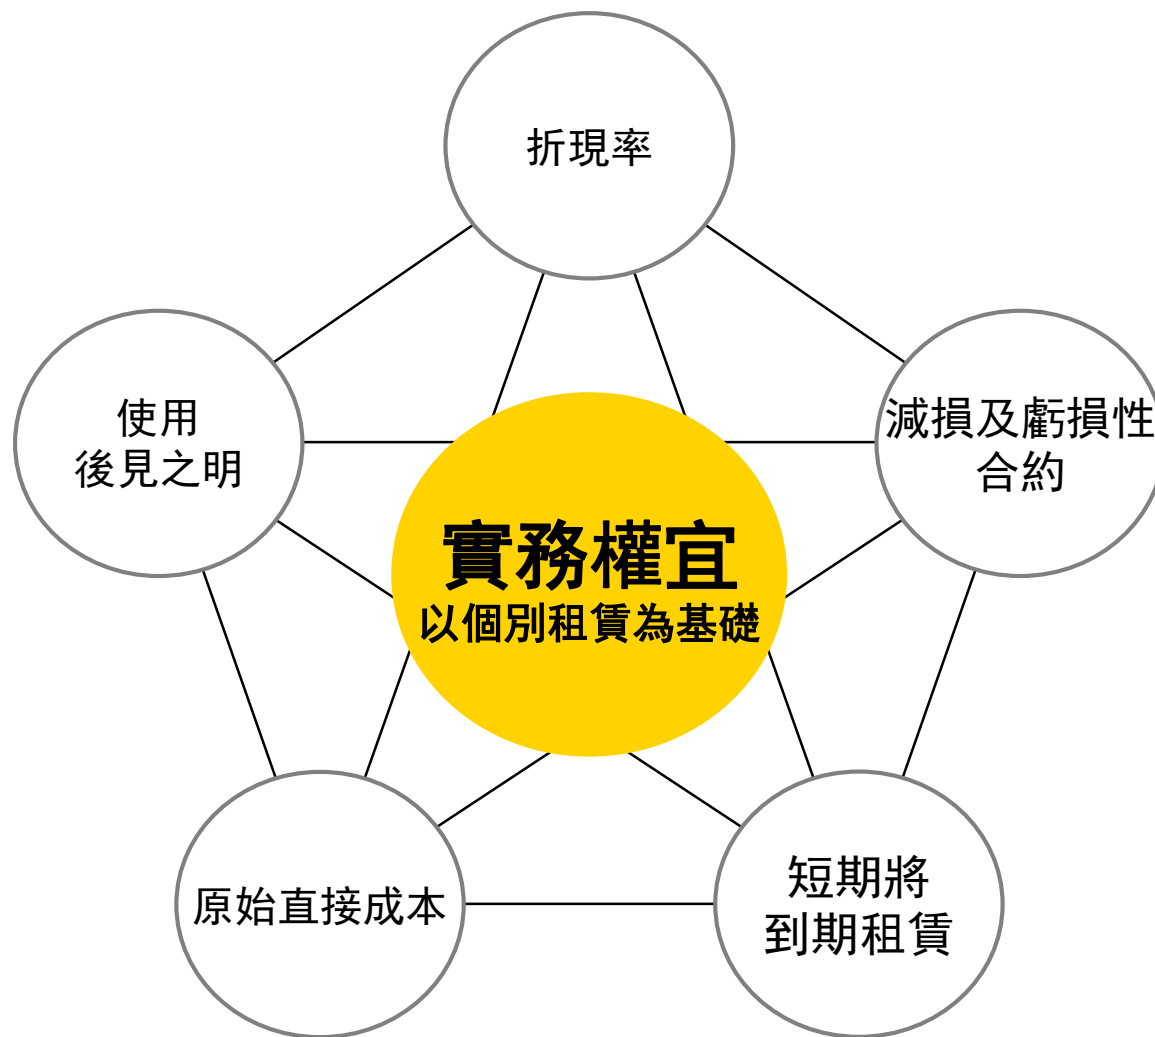 折現率
使用
後見之明
減損及虧損性
合約
實務權宜
以個別租賃為基礎
原始直接成本
短期將
到期租賃